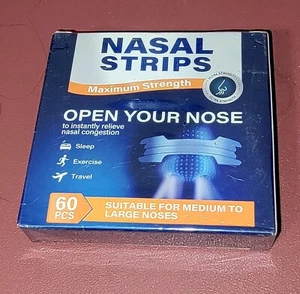 NASAL
STRIPS
Maximum Strength
OPEN YOUR NOSE
to instantly relieve
nasal congestion
Sleep
Exercise
Travel
60
PCS
SUITABLE FOR MEDIUM TO
LARGE NOSES